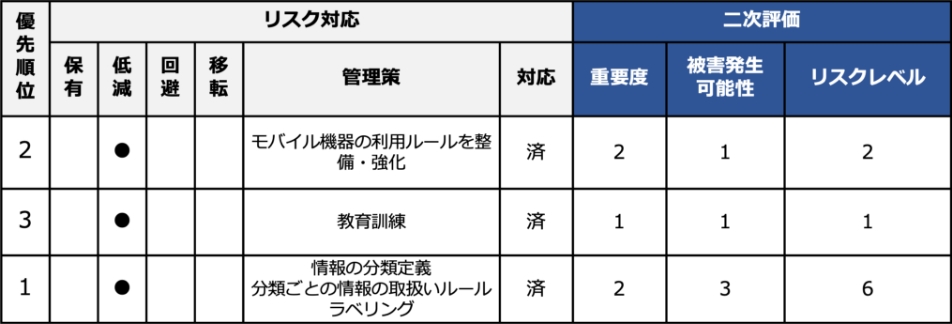 優先順位 リスク対応 二次評価
保有 低減 回避 移転 管理策 対応 重要度 被害発生可能性 リスクレベル
2 ● モバイル機器の利用ルールを整 済 2 1 2
備・強化
3 ● 教育訓練 済 1 1 1
情報の分類定義
1 ● 分類ごとの情報の取扱いルール 済 2 3 6
ラベリング